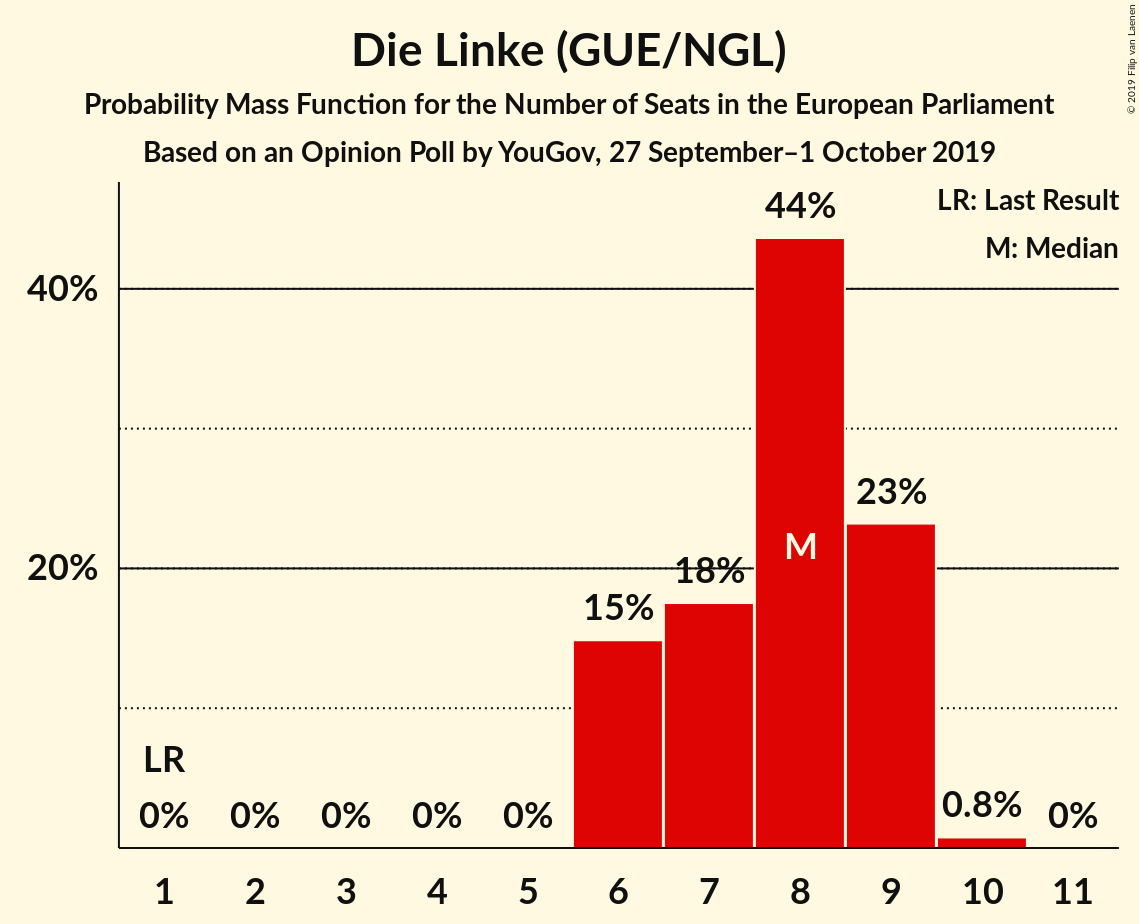 Die Linke (GUE/NGL)
Probability Mass Function for the Number of Seats in the European Parliament
Based on an Opinion Poll by YouGov, 27 September–1 October 2019
© 2019 Filip van Laenen
LR: Last Result
M: Median
44%
40%
23%
M
20%
18%
15%
LR
0% 0% 0% 0% 0% 0.8% 0%
1 2 3 4 5 6 7 8 9 10 11